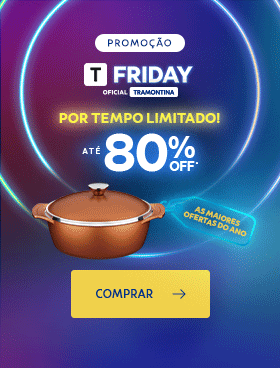 PROMOÇÃO
T FRIDAY
OFICIAL TRAMONTINA
POR TEMPO LIMITADO!
ATÉ 80% OFF*
AS MAIORES
OFERTAS DO ANO
COMPRAR →